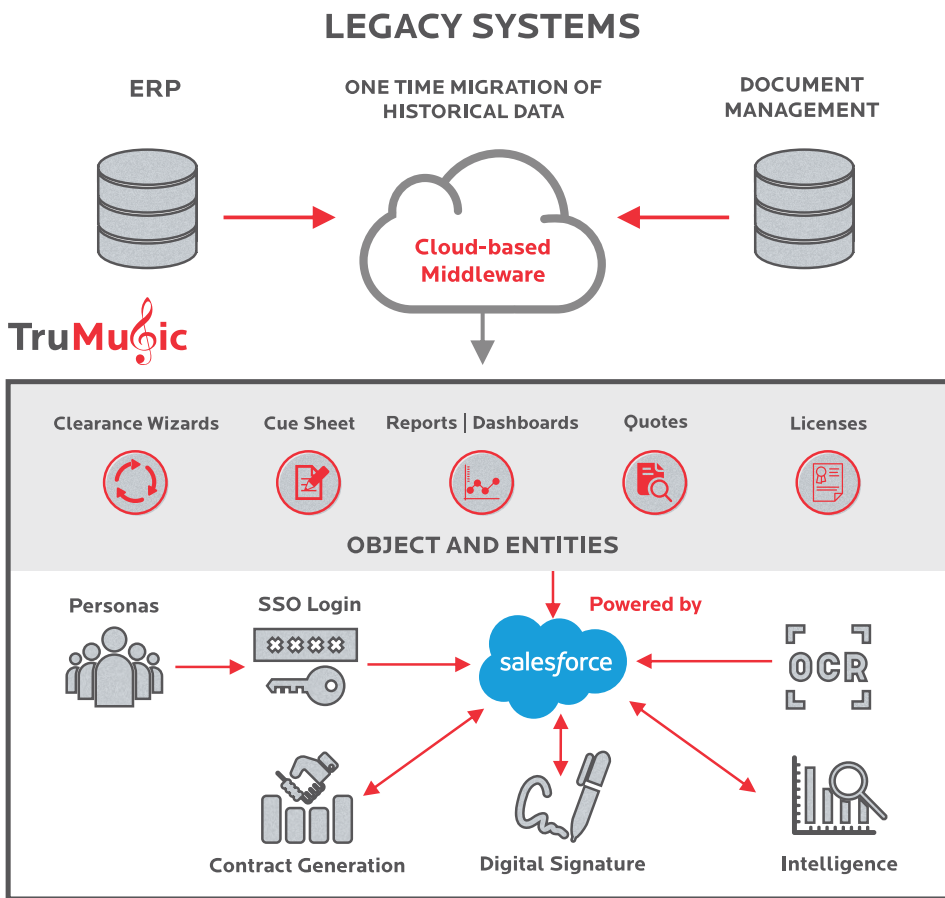 LEGACY SYSTEMS
ERP
ONE TIME MIGRATION OF
HISTORICAL DATA
DOCUMENT
MANAGEMENT
Cloud-based
Middleware
TruMusic
Clearance Wizards
Cue Sheet
Reports | Dashboards
Quotes
Licenses
OBJECT AND ENTITIES
Personas
SSO Login
Powered by
salesforce
OCR
Contract Generation
Digital Signature
Intelligence